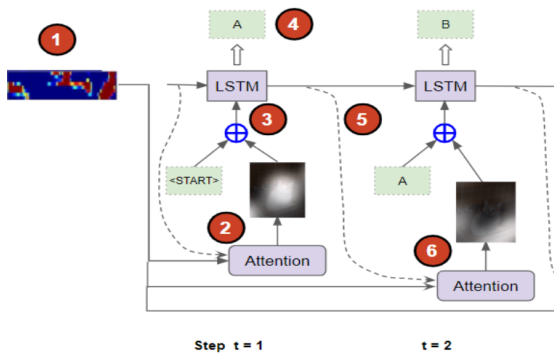 1
A
4
B
LSTM
LSTM
3
5
<START>
A
2
6
Attention
Attention
Step t = 1
t = 2